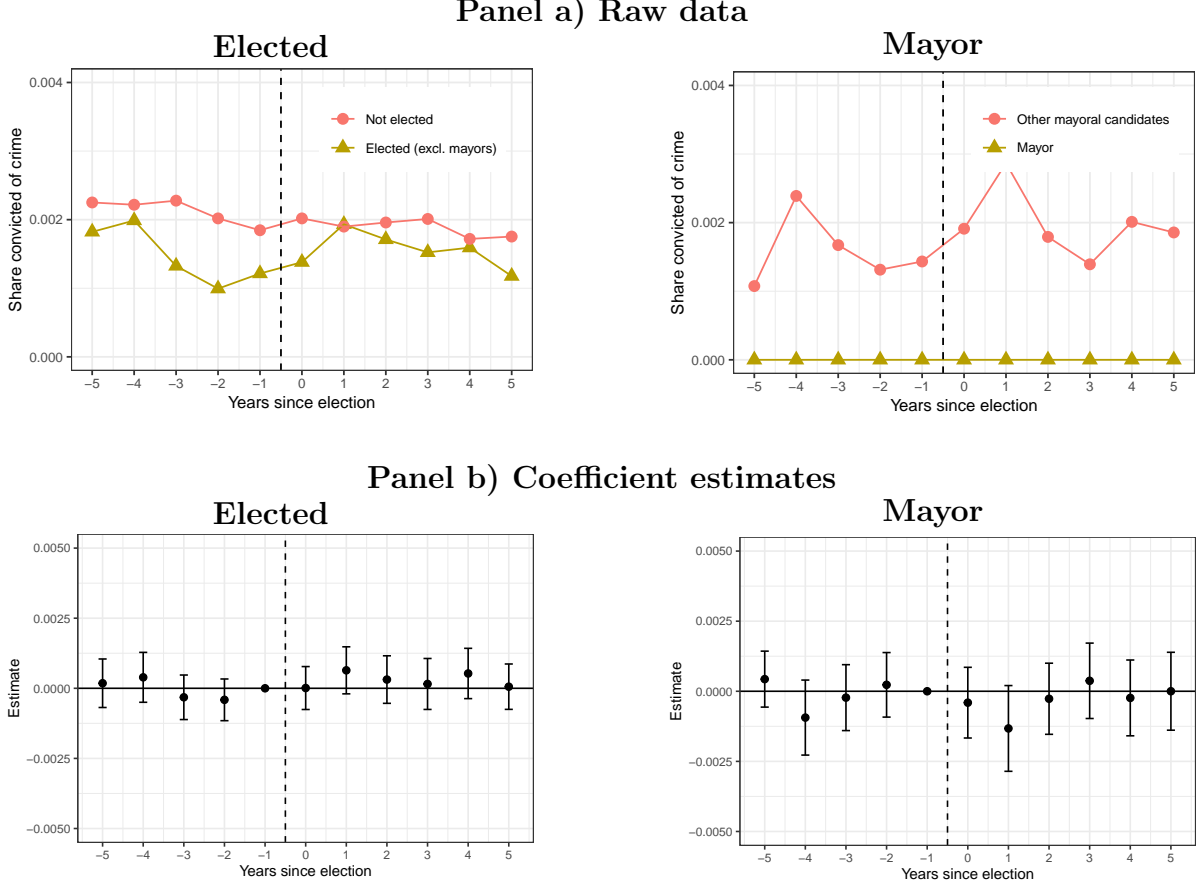 Panel a) Raw data
Elected
Mayor
Share convicted of crime
0.004
0.002
0.000
Not elected
Elected (excl. mayors)
−5 −4 −3 −2 −1 0 1 2 3 4 5
Years since election
Share convicted of crime
0.004
0.002
0.000
Other mayoral candidates
Mayor
−5 −4 −3 −2 −1 0 1 2 3 4 5
Years since election
Panel b) Coefficient estimates
Elected
Mayor
Estimate
0.0050
0.0025
0.0000
−0.0025
−0.0050
−5 −4 −3 −2 −1 0 1 2 3 4 5
Years since election
Estimate
0.0050
0.0025
0.0000
−0.0025
−0.0050
−5 −4 −3 −2 −1 0 1 2 3 4 5
Years since election